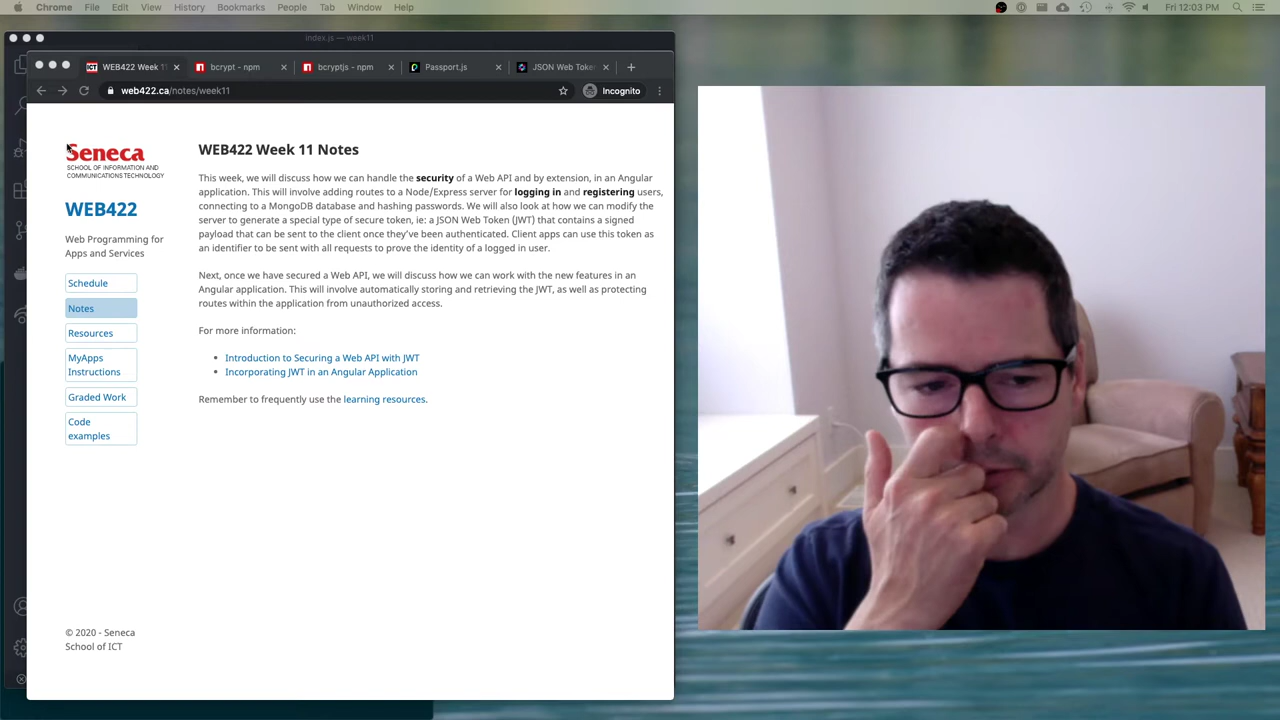 Chrome File Edit View History Bookmarks People Tab Window Help Fri 12:03 PM
index.js — week11
WEB422 Week 11 bcrypt - npm bcryptjs - npm Passport.js JSON Web Toke
web422.ca/notes/week11 Incognito
Seneca
SCHOOL OF INFORMATION AND
COMMUNICATIONS TECHNOLOGY
WEB422
Web Programming for
Apps and Services
Schedule
Notes
Resources
MyApps
Instructions
Graded Work
Code
examples
© 2020 - Seneca
School of ICT
WEB422 Week 11 Notes
This week, we will discuss how we can handle the security of a Web API and by extension, in an Angular
application. This will involve adding routes to a Node/Express server for logging in and registering users,
connecting to a MongoDB database and hashing passwords. We will also look at how we can modify the
server to generate a special type of secure token, ie: a JSON Web Token (JWT) that contains a signed
payload that can be sent to the client once they've been authenticated. Client apps can use this token as
an identifier to be sent with all requests to prove the identity of a logged in user.
Next, once we have secured a Web API, we will discuss how we can work with the new features in an
Angular application. This will involve automatically storing and retrieving the JWT, as well as protecting
routes within the application from unauthorized access.
For more information:
• Introduction to Securing a Web API with JWT
• Incorporating JWT in an Angular Application
Remember to frequently use the learning resources.